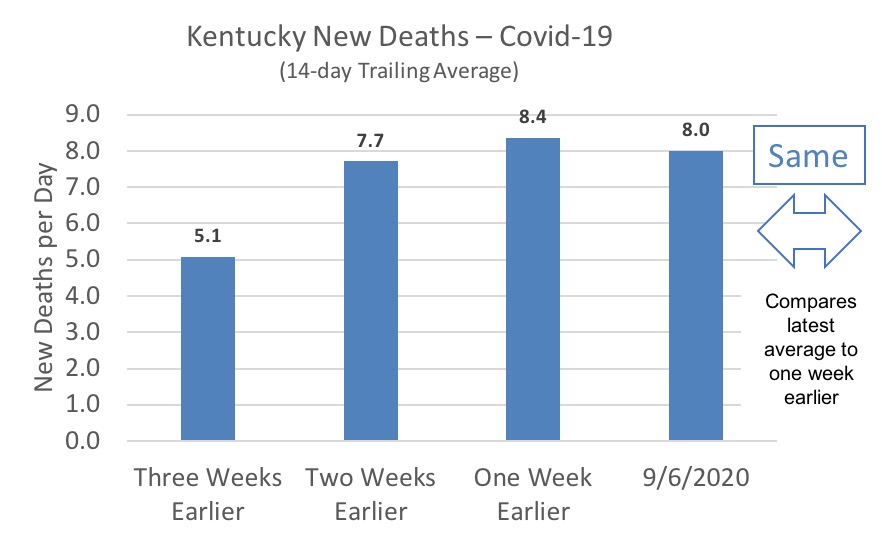 Kentucky New Deaths – Covid-19
(14-day Trailing Average)
New Deaths per Day
9.0
8.0
7.0
6.0
5.0
4.0
3.0
2.0
1.0
0.0
5.1
7.7
8.4
8.0
Three Weeks
Earlier
Two Weeks
Earlier
One Week
Earlier
9/6/2020
Same
Compares
latest
average to
one week
earlier